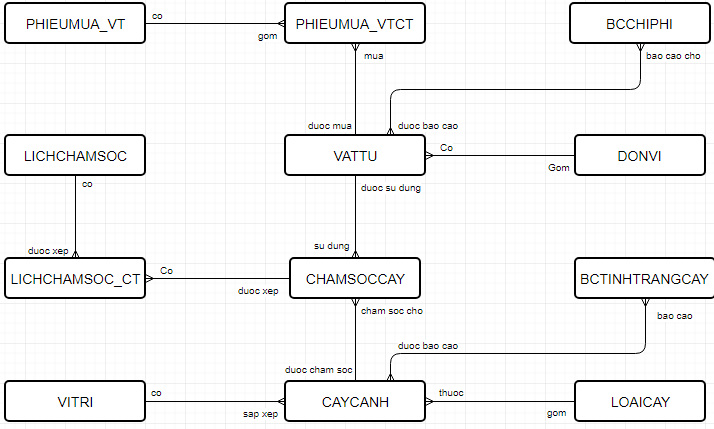 PHIEUMUA_VT
co
gom
PHIEUMUA_VTCT
BCCHIPHI
mua
bao cao cho
duoc mua
duoc bao cao
LICHCHAMSOC
VATTU
Co
Gom
DONVI
co
duoc su dung
duoc xep
su dung
LICHCHAMSOC_CT
Co
duoc xep
CHAMSOCCAY
BCTINHTRANGCAY
cham soc cho
bao cao
duoc bao cao
duoc cham soc
VITRI
co
sap xep
CAYCANH
thuoc
gom
LOAICAY